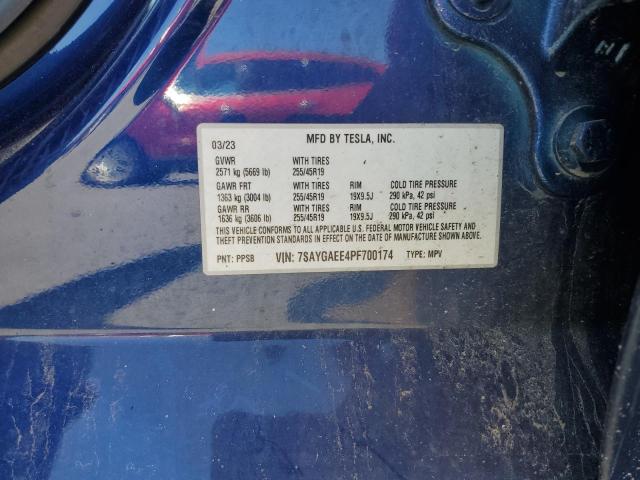 03/23 MFD BY TESLA, INC.
GVWR WITH TIRES
2571 kg (5669 lb) 255/45R19
GAWR FRT WITH TIRES RIM COLD TIRE PRESSURE
1363 kg (3004 lb) 255/45R19 19X9.5J 290 kPa, 42 psi
GAWR RR WITH TIRES RIM COLD TIRE PRESSURE
1636 kg (3606 lb) 255/45R19 19X9.5J 290 kPa, 42 psi
THIS VEHICLE CONFORMS TO ALL APPLICABLE U.S. FEDERAL MOTOR VEHICLE SAFETY AND
THEFT PREVENTION STANDARDS IN EFFECT ON THE DATE OF MANUFACTURE SHOWN ABOVE.
PNT: PPSB VIN: 7SAYGAEE4PF700174 TYPE: MPV